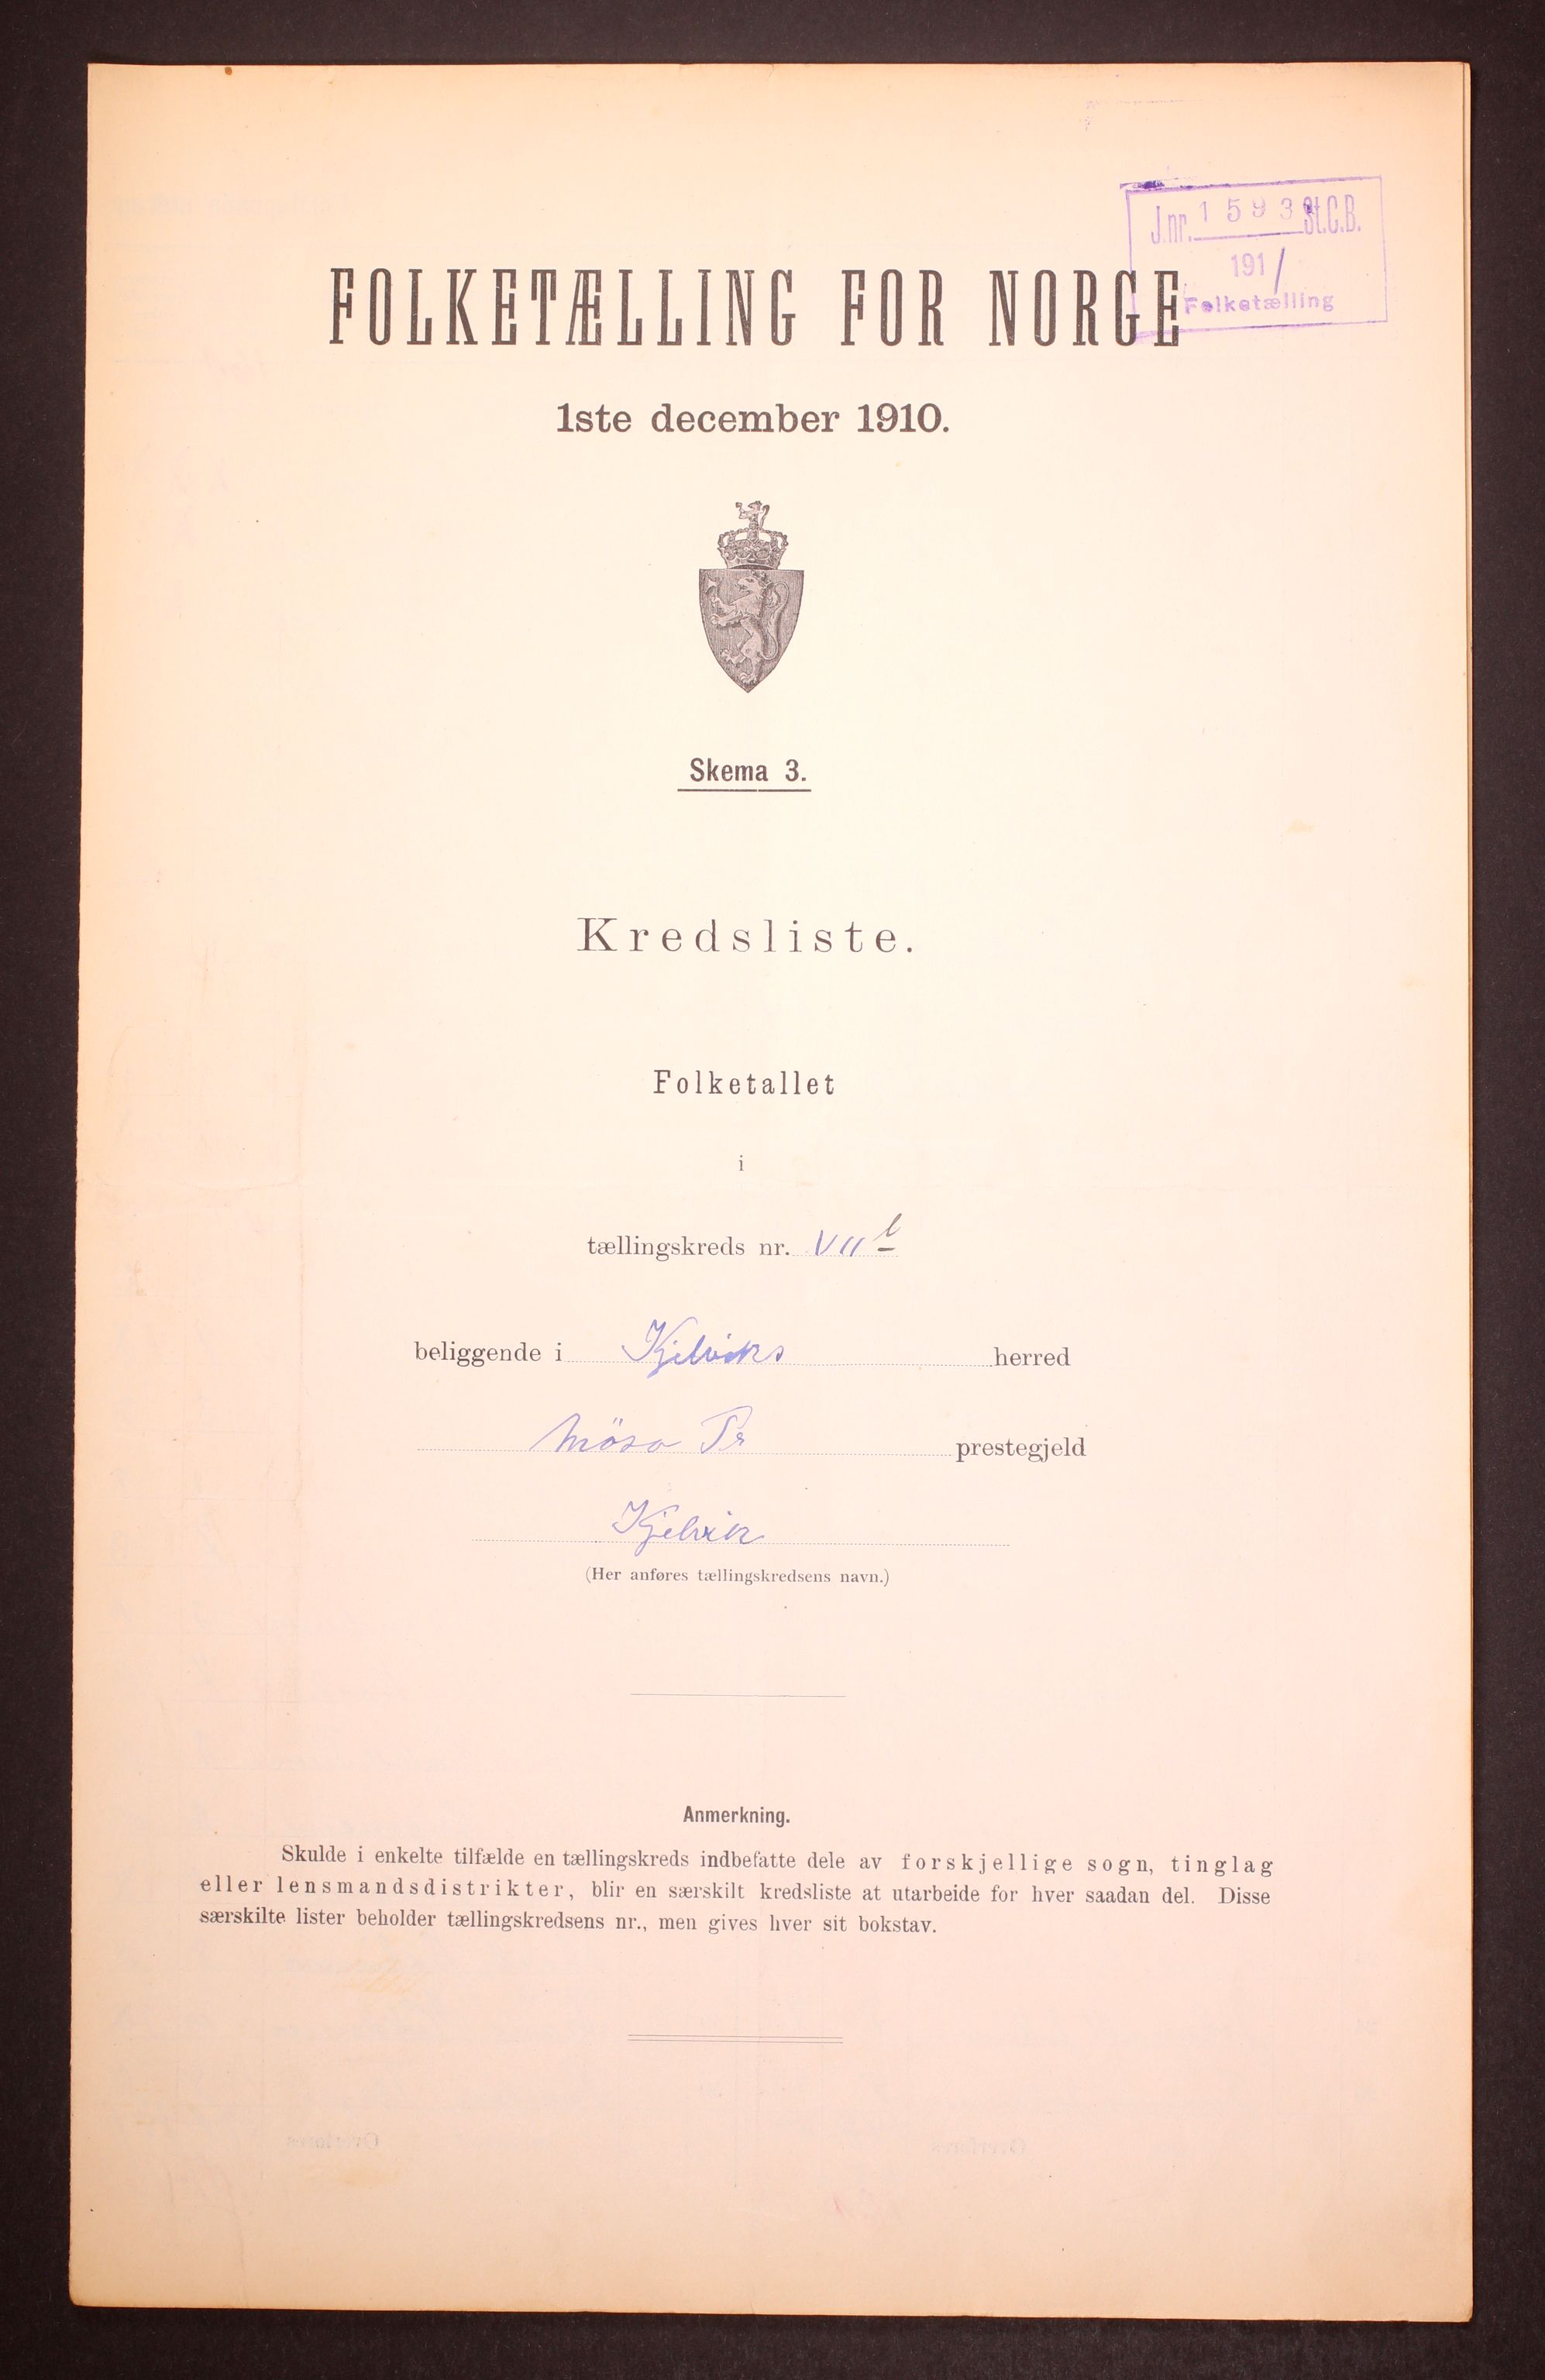 J.nr. 1593 St.C.B.
1911
Folketælling
FOLKETÆLLING FOR NORGE
1ste december 1910.
Skema 3.
Kredsliste.
Folketallet
i
tællingskreds nr. VII b
beliggende i Kjelviks herred
Måsø Pr prestegjeld
Kjelvik
(Her anføres tællingskredsens navn.)
Anmerkning.
Skulde i enkelte tilfælde en tællingskreds indbefatte dele av forskjellige sogn, tinglag
eller lensmandsdistrikter, blir en særskilt kredsliste at utarbeide for hver saadan del. Disse
særskilte lister beholder tællingskredsens nr., men gives hver sit bokstav.